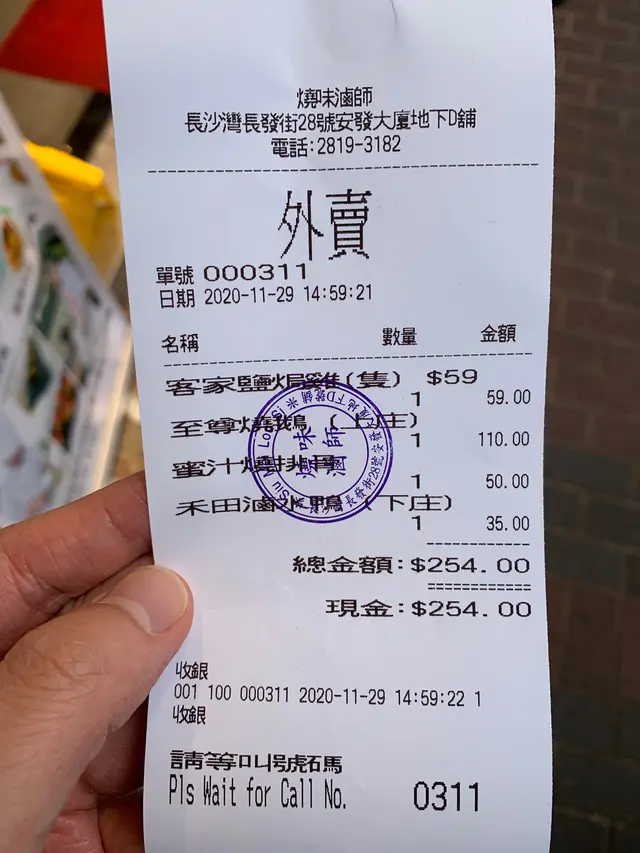 燒味滷師
長沙灣長發街28號安發大廈地下D舖
電話:2819-3182
外賣
單號 000311
日期 2020-11-29 14:59:21
名稱 數量 金額
客家鹽焗雞(隻) $59
1 59.00
至尊燒鵝 (上庄)
1 110.00
蜜汁燒排骨
1 50.00
禾田滷水鴨 (下庄)
1 35.00
總金額:$254.00
現金:$254.00
收銀
001 100 000311 2020-11-29 14:59:22 1
收銀
請等叫號碼
Pls Wait for Call No. 0311
燒味滷師